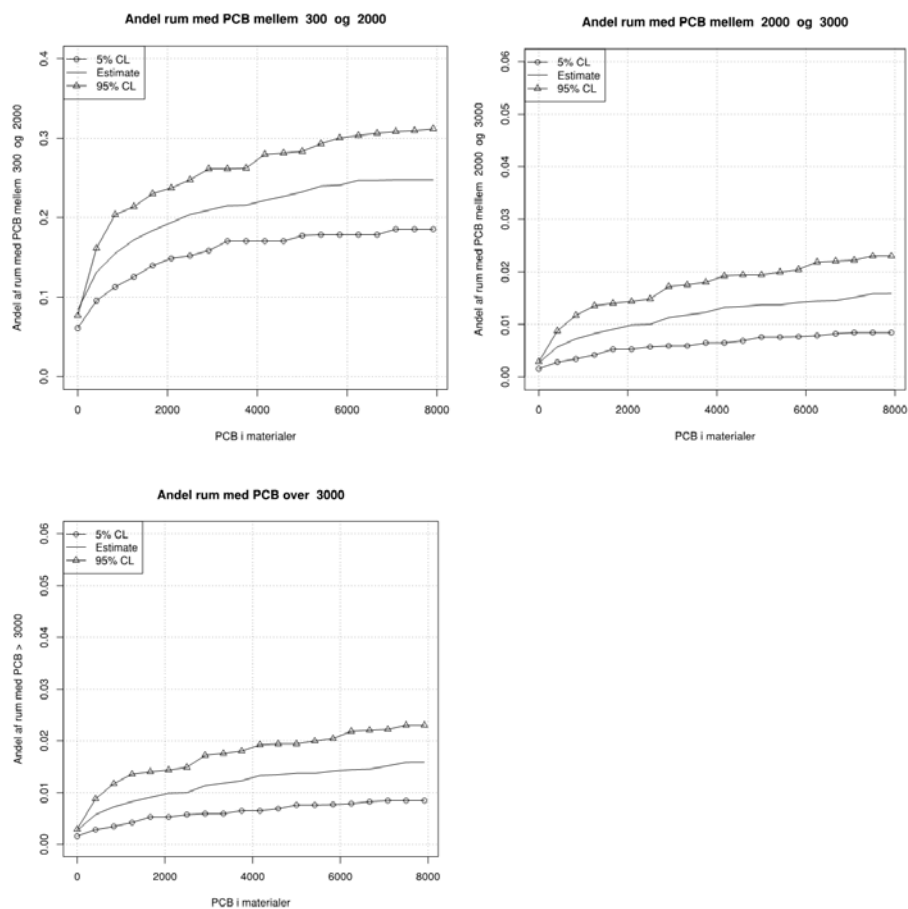 Andel rum med PCB mellem 300 og 2000
5% CL
Estimate
95% CL
Andel af rum med PCB mellem 300 og 2000
0.0
0.1
0.2
0.3
0.4
0
2000
4000
6000
8000
PCB i materialer
Andel rum med PCB mellem 2000 og 3000
5% CL
Estimate
95% CL
Andel af rum med PCB mellem 2000 og 3000
0.00
0.01
0.02
0.03
0.04
0.05
0.06
0
2000
4000
6000
8000
PCB i materialer
Andel rum med PCB over 3000
5% CL
Estimate
95% CL
Andel af rum med PCB > 3000
0.00
0.01
0.02
0.03
0.04
0.05
0.06
0
2000
4000
6000
8000
PCB i materialer